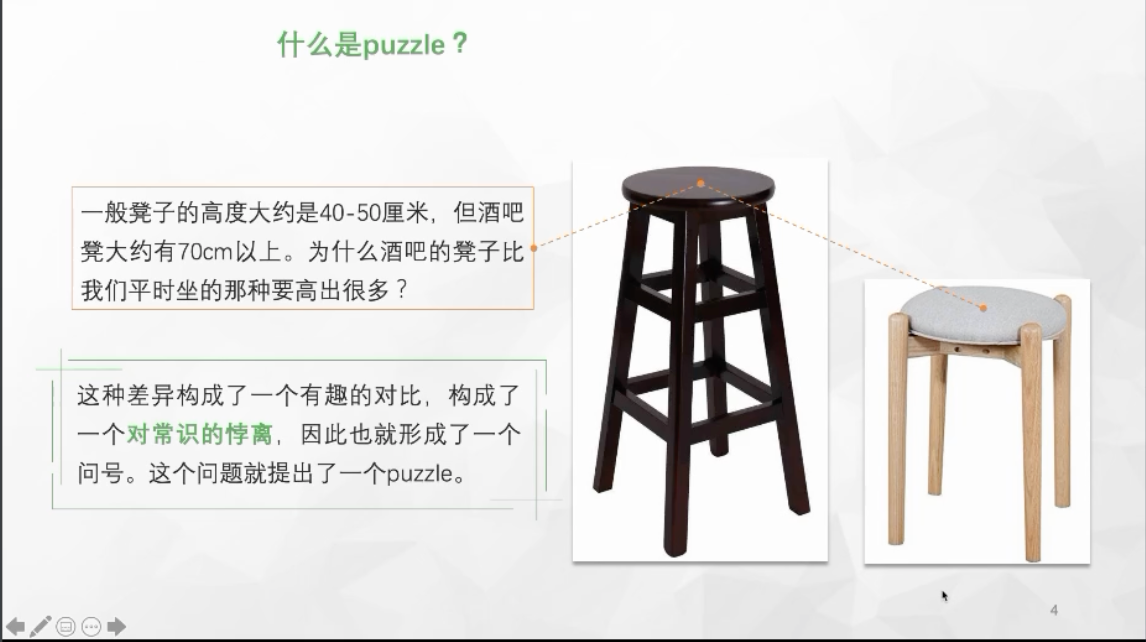 什么是puzzle？
一般凳子的高度大约是40-50厘米，但酒吧
凳大约有70cm以上。为什么酒吧的凳子比
我们平时坐的那种要高出很多？
这种差异构成了一个有趣的对比，构成了
一个对常识的悖离，因此也就形成了一个
问号。这个问题就提出了一个puzzle。
4